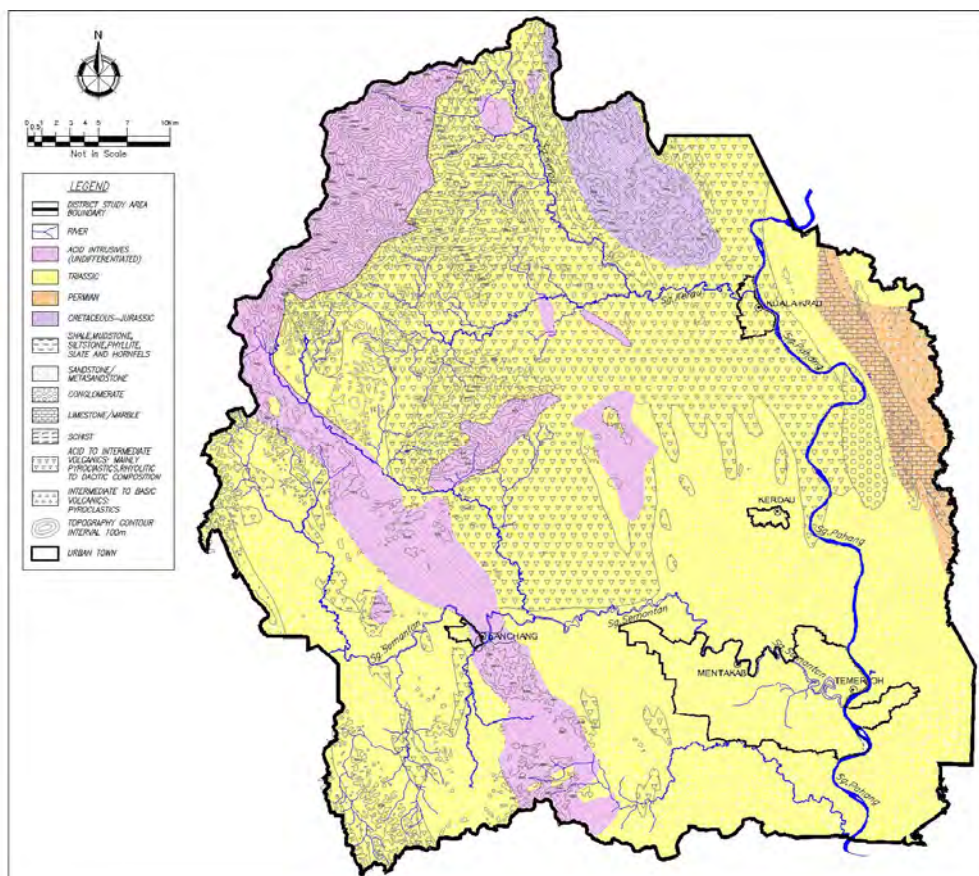 N
0 0.5 1 2 3 4 5 7 10km
Not in Scale
LEGEND
DISTRICT STUDY AREA
BOUNDARY
RIVER
ACID INTRUSIVES
(UNDIFFERENTIATED)
TRIASSIC
PERMIAN
CRETACEOUS-JURASSIC
SHALE,MUDSTONE,
SILTSTONE,PHYLLITE,
SLATE AND HORNFELS
SANDSTONE/
METASANDSTONE
CONGLOMERATE
LIMESTONE/MARBLE
SCHIST
ACID TO INTERMEDIATE
VOLCANICS: MAINLY
PYROCLASTICS,RHYOLITIC
TO DACITIC COMPOSITION
INTERMEDIATE TO BASIC
VOLCANICS:
PYROCLASTICS
TOPOGRAPHY CONTOUR
INTERVAL 100m
URBAN TOWN
Sg.Kerau
KUALA KRAU
Sg.Pahang
KERDAU
Sg.Pahang
Sg.Semantan
Sg.Semantan
LANCHANG
Sg.Semantan
MENTAKAB
TEMERLOH
Sg.Pahang